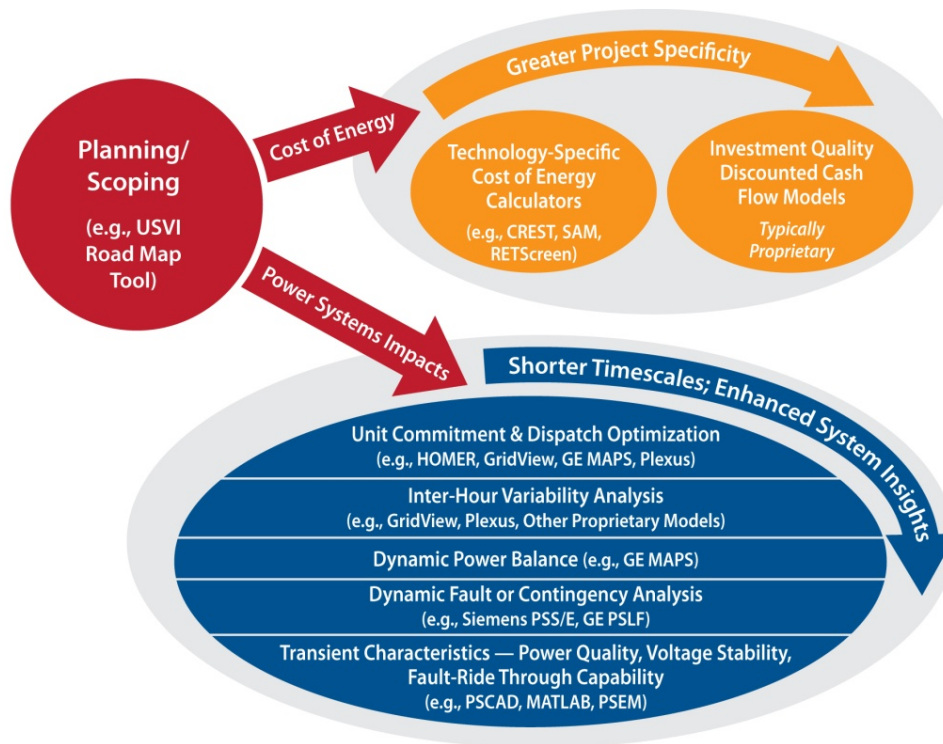 Planning/
Scoping
(e.g., USVI
Road Map
Tool)
Cost of Energy
Greater Project Specificity
Technology-Specific
Cost of Energy
Calculators
(e.g., CREST, SAM,
RETScreen)
Investment Quality
Discounted Cash
Flow Models
Typically
Proprietary
Power Systems Impacts
Shorter Timescales; Enhanced System Insights
Unit Commitment & Dispatch Optimization
(e.g., HOMER, GridView, GE MAPS, Plexus)
Inter-Hour Variability Analysis
(e.g., GridView, Plexus, Other Proprietary Models)
Dynamic Power Balance (e.g., GE MAPS)
Dynamic Fault or Contingency Analysis
(e.g., Siemens PSS/E, GE PSLF)
Transient Characteristics — Power Quality, Voltage Stability,
Fault-Ride Through Capability
(e.g., PSCAD, MATLAB, PSEM)